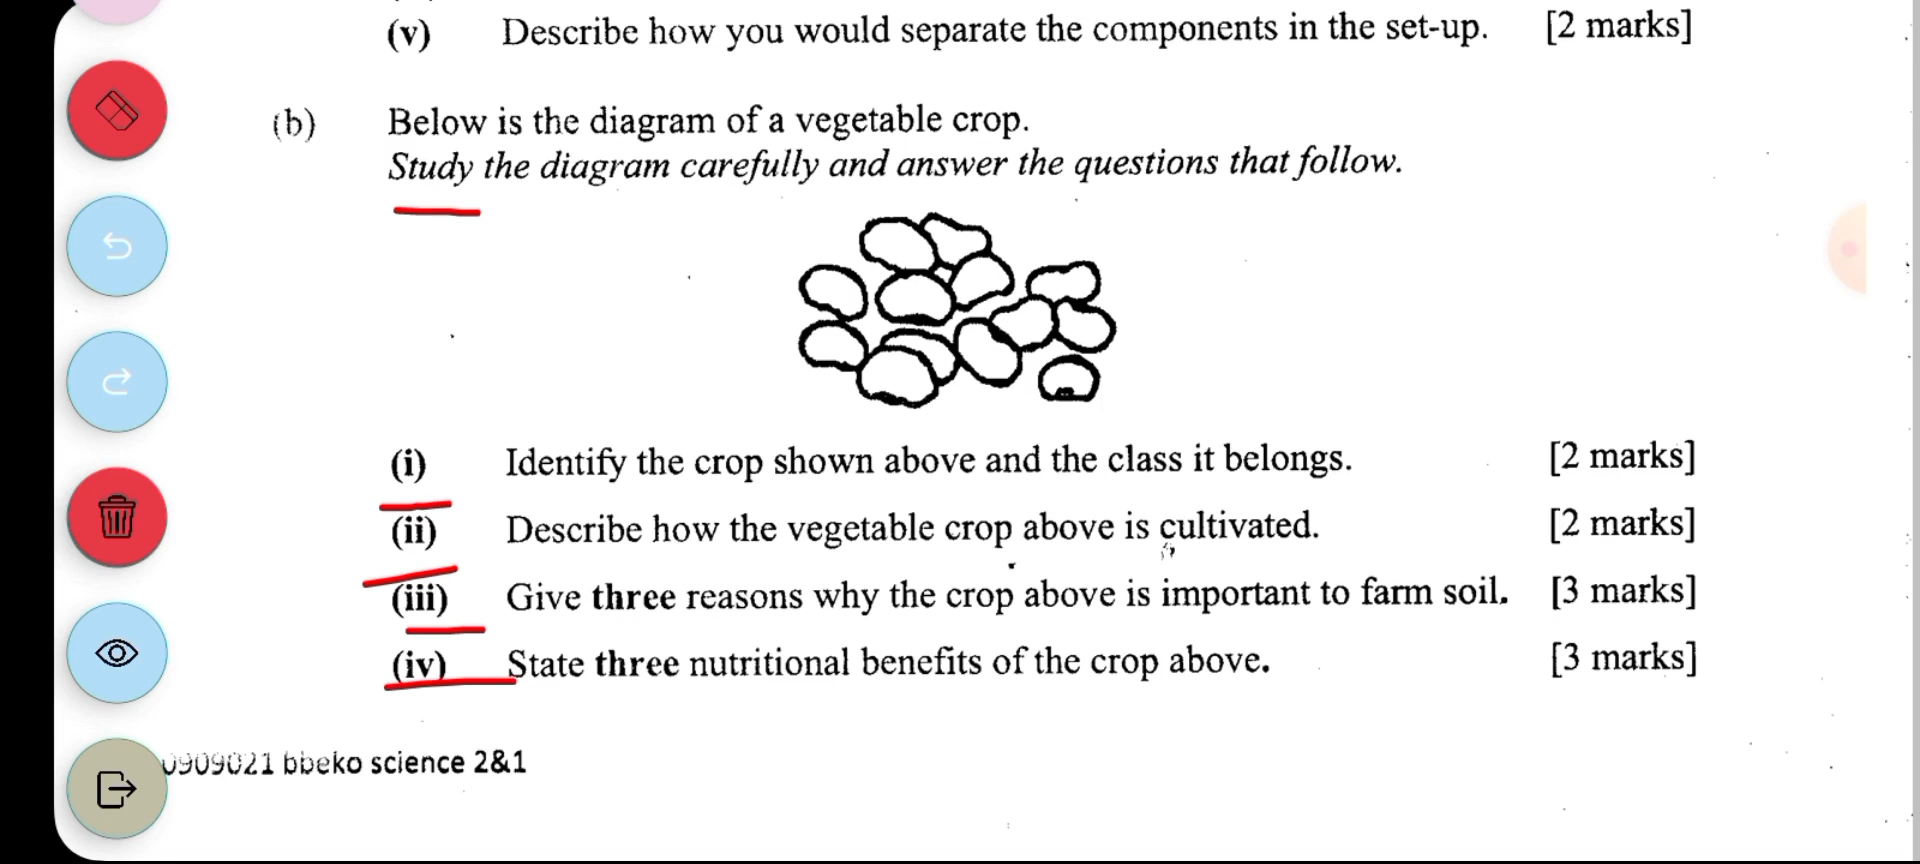 (v) Describe how you would separate the components in the set-up. [2 marks]
(b) Below is the diagram of a vegetable crop.
Study the diagram carefully and answer the questions that follow.
(i) Identify the crop shown above and the class it belongs. [2 marks]
(ii) Describe how the vegetable crop above is cultivated. [2 marks]
(iii) Give three reasons why the crop above is important to farm soil. [3 marks]
(iv) State three nutritional benefits of the crop above. [3 marks]
0909021 bbeko science 2&1